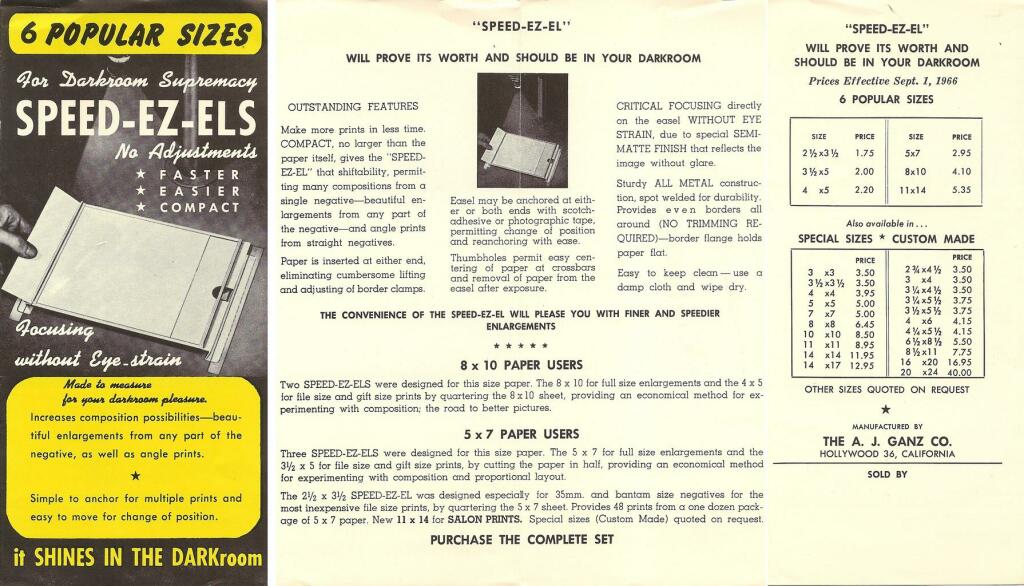 6 POPULAR SIZES
For Darkroom Supremacy
SPEED-EZ-ELS
No Adjustments
★ FASTER
★ EASIER
★ COMPACT
Focusing
without Eye-strain
Made to measure
for your darkroom pleasure.
Increases composition possibilities—beau-
tiful enlargements from any part of the
negative, as well as angle prints.
★
Simple to anchor for multiple prints and
easy to move for change of position.
it SHINES IN THE DARKroom
"SPEED-EZ-EL"
WILL PROVE ITS WORTH AND SHOULD BE IN YOUR DARKROOM
OUTSTANDING FEATURES
Make more prints in less time.
COMPACT, no larger than the
paper itself, gives the "SPEED-
EZ-EL" that shiftability, permit-
ting many compositions from a
single negative—beautiful en-
largements from any part of
the negative—and angle prints
from straight negatives.
Paper is inserted at either end,
eliminating cumbersome lifting
and adjusting of border clamps.
Easel may be anchored at eith-
er or both ends with scotch-
adhesive or photographic tape,
permitting change of position
and reanchoring with ease.
Thumbholes permit easy cen-
tering of paper at crossbars
and removal of paper from the
easel after exposure.
CRITICAL FOCUSING directly
on the easel WITHOUT EYE
STRAIN, due to special SEMI-
MATTE FINISH that reflects the
image without glare.
Sturdy ALL METAL construc-
tion, spot welded for durability.
Provides even borders all
around (NO TRIMMING RE-
QUIRED)—border flange holds
paper flat.
Easy to keep clean—use a
damp cloth and wipe dry.
THE CONVENIENCE OF THE SPEED-EZ-EL WILL PLEASE YOU WITH FINER AND SPEEDIER
ENLARGEMENTS
★ ★ ★ ★ ★
8 x 10 PAPER USERS
Two SPEED-EZ-ELS were designed for this size paper. The 8 x 10 for full size enlargements and the 4 x 5
for file size and gift size prints by quartering the 8 x 10 sheet, providing an economical method for ex-
perimenting with composition; the road to better pictures.
5 x 7 PAPER USERS
Three SPEED-EZ-ELS were designed for this size paper. The 5 x 7 for full size enlargements and the
3½ x 5 for file size and gift size prints, by cutting the paper in half, providing an economical method
for experimenting with composition and proportional layout.
The 2½ x 3½ SPEED-EZ-EL was designed especially for 35mm. and bantam size negatives for the
most inexpensive file size prints, by quartering the 5 x 7 sheet. Provides 48 prints from a one dozen pack-
age of 5 x 7 paper. New 11 x 14 for SALON PRINTS. Special sizes (Custom Made) quoted on request.
PURCHASE THE COMPLETE SET
"SPEED-EZ-EL"
WILL PROVE ITS WORTH AND
SHOULD BE IN YOUR DARKROOM
Prices Effective Sept. 1, 1966
6 POPULAR SIZES
SIZE PRICE SIZE PRICE
2½x3½ 1.75 5x7 2.95
3½x5 2.00 8x10 4.10
4 x5 2.20 11x14 5.35
Also available in...
SPECIAL SIZES ★ CUSTOM MADE
PRICE PRICE
3 x3 3.50 2¾x4½ 3.50
3½x3½ 3.50 3 x4 3.50
4 x4 3.95 3¼x4½ 3.50
5 x5 5.00 3¼x5½ 3.75
7 x7 5.00 3½x5½ 3.75
8 x8 6.45 4 x6 4.15
10 x10 8.50 4¼x5½ 4.15
11 x11 8.95 6½x8½ 5.50
14 x14 11.95 8½x11 7.75
14 x17 12.95 16 x20 16.95
20 x24 40.00
OTHER SIZES QUOTED ON REQUEST
★
MANUFACTURED BY
THE A. J. GANZ CO.
HOLLYWOOD 36, CALIFORNIA
SOLD BY